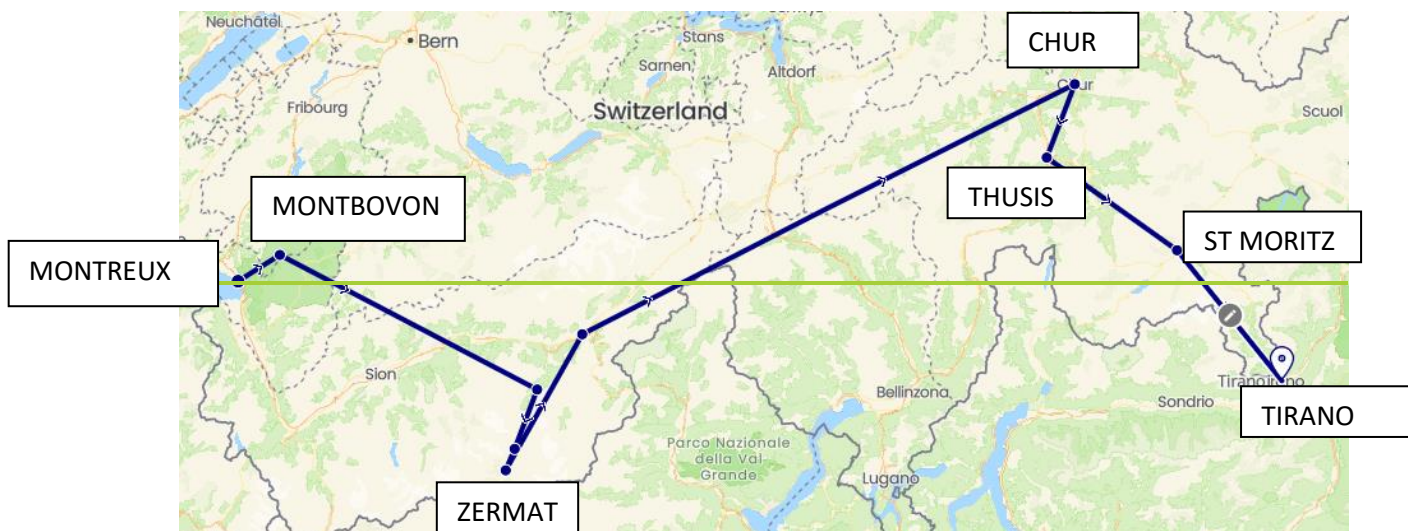 Neuchâtel
Bern
Stans
Sarnen
Altdorf
CHUR
Chur
Fribourg
Switzerland
Scuol
MONTBOVON
THUSIS
ST MORITZ
MONTREUX
Sion
Bellinzona
Tirano
Sondrio
TIRANO
Parco Nazionale
della Val
Grande
Lugano
ZERMAT